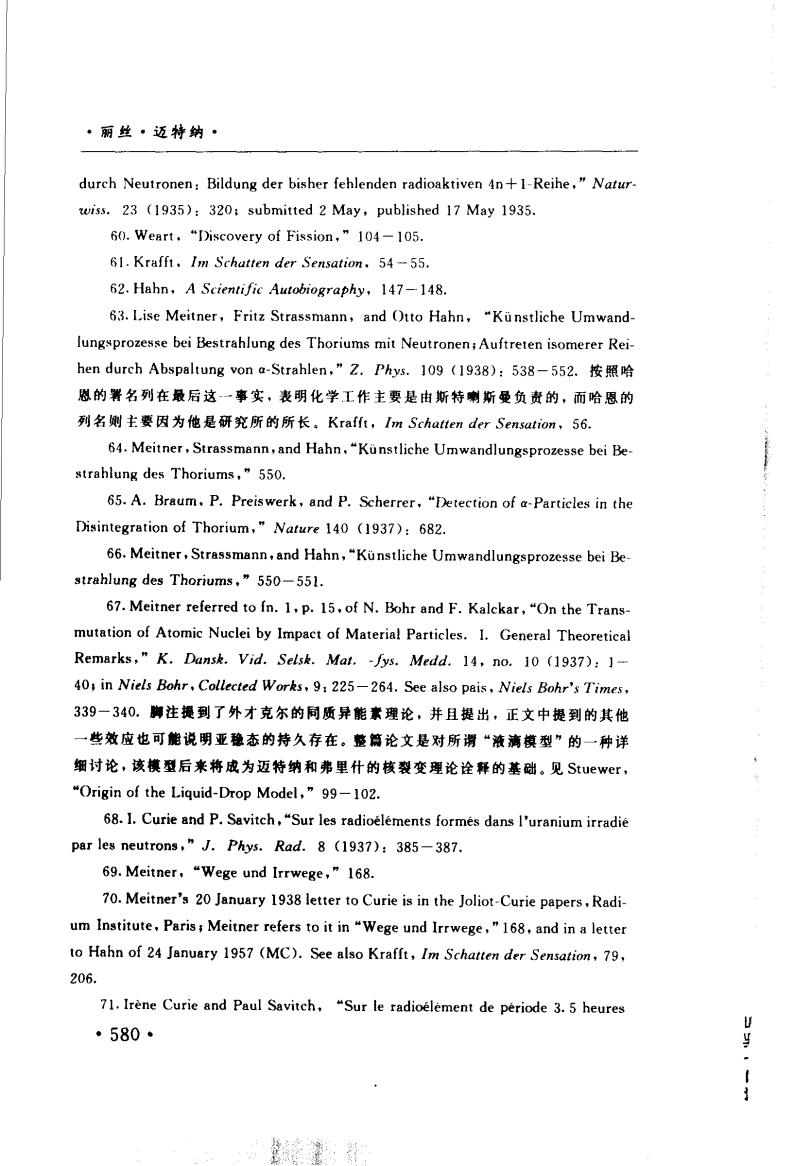 ·丽丝·迈特纳·
durch Neutronen: Bildung der bisher fehlenden radioaktiven 4n+1-Reihe,” Natur-
wiss. 23 (1935): 320; submitted 2 May, published 17 May 1935.
60. Weart, “Discovery of Fission,” 104—105.
61. Krafft, Im Schatten der Sensation, 54—55.
62. Hahn, A Scientific Autobiography, 147—148.
63. Lise Meitner, Fritz Strassmann, and Otto Hahn, “Künstliche Umwand-
lungsprozesse bei Bestrahlung des Thoriums mit Neutronen; Auftreten isomerer Rei-
hen durch Abspaltung von α-Strahlen,” Z. Phys. 109 (1938): 538—552. 按照哈
恩的署名列在最后这一事实，表明化学工作主要是由斯特喇斯曼负责的，而哈恩的
列名则主要因为他是研究所的所长。Krafft, Im Schatten der Sensation, 56.
64. Meitner, Strassmann, and Hahn, “Künstliche Umwandlungsprozesse bei Be-
strahlung des Thoriums,” 550.
65. A. Braum, P. Preiswerk, and P. Scherrer, “Detection of α-Particles in the
Disintegration of Thorium,” Nature 140 (1937): 682.
66. Meitner, Strassmann, and Hahn, “Künstliche Umwandlungsprozesse bei Be-
strahlung des Thoriums,” 550—551.
67. Meitner referred to fn. 1, p. 15, of N. Bohr and F. Kalckar, “On the Trans-
mutation of Atomic Nuclei by Impact of Material Particles. I. General Theoretical
Remarks,” K. Dansk. Vid. Selsk. Mat. -fys. Medd. 14, no. 10 (1937): 1—
40; in Niels Bohr, Collected Works, 9: 225—264. See also pais, Niels Bohr's Times,
339—340. 脚注提到了外才克尔的同质异能素理论，并且提出，正文中提到的其他
一些效应也可能说明亚稳态的持久存在。整篇论文是对所谓“液滴模型”的一种详
细讨论，该模型后来将成为迈特纳和弗里什的核裂变理论诠释的基础。见 Stuewer,
“Origin of the Liquid-Drop Model,” 99—102.
68. I. Curie and P. Savitch, “Sur les radioéléments formés dans l'uranium irradié
par les neutrons,” J. Phys. Rad. 8 (1937): 385—387.
69. Meitner, “Wege und Irrwege,” 168.
70. Meitner's 20 January 1938 letter to Curie is in the Joliot-Curie papers, Radi-
um Institute, Paris; Meitner refers to it in “Wege und Irrwege,” 168, and in a letter
to Hahn of 24 January 1957 (MC). See also Krafft, Im Schatten der Sensation, 79,
206.
71. Irène Curie and Paul Savitch, “Sur le radioélément de période 3.5 heures
·580·